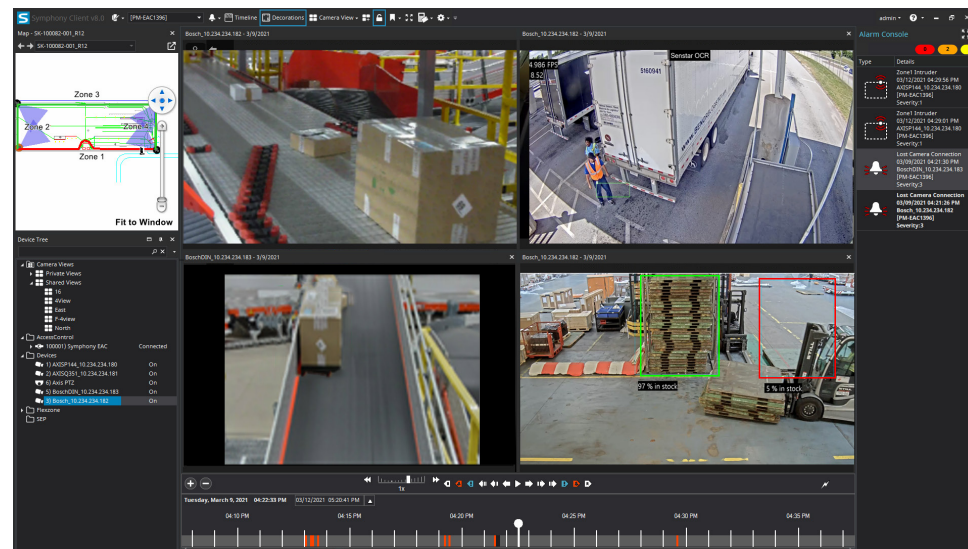 Symphony Client v8.0
[PM-EAC1396]
Timeline
Decorations
Camera View
admin
Map - SK-100082-001_R12
SK-100082-001_R12
Zone 3
Zone 2
Zone 4
Zone 1
Fit to Window
Device Tree
Camera Views
Private Views
Shared Views
16
4View
East
F-4view
North
AccessControl
100001) Symphony EAC Connected
Devices
1) AXISP144_10.234.234.180 On
2) AXISQ351_10.234.234.181 On
6) Axis PTZ On
5) BoschDIN_10.234.234.183 On
3) Bosch_10.234.234.182 On
Flexzone
SEP
Bosch_10.234.234.182 - 3/9/2021
Bosch_10.234.234.182 - 3/9/2021
4.986 FPS
8.52
Senstar OCR
5160941
BoschDIN_10.234.234.183 - 3/9/2021
Bosch_10.234.234.182 - 3/9/2021
97 % in stock
5 % in stock
1x
Tuesday, March 9, 2021 04:22:33 PM
03/12/2021 05:20:41 PM
04:10 PM
04:15 PM
04:20 PM
04:25 PM
04:30 PM
04:35 PM
Alarm Console
2
Type Details
Zone1 Intruder
03/12/2021 04:29:56 PM
AXISP144_10.234.234.180
[PM-EAC1396]
Severity:1
Zone1 Intruder
03/12/2021 04:29:01 PM
AXISP144_10.234.234.180
[PM-EAC1396]
Severity:1
Lost Camera Connection
03/09/2021 04:21:30 PM
BoschDIN_10.234.234.183
[PM-EAC1396]
Severity:3
Lost Camera Connection
03/09/2021 04:21:26 PM
Bosch_10.234.234.182
[PM-EAC1396]
Severity:3